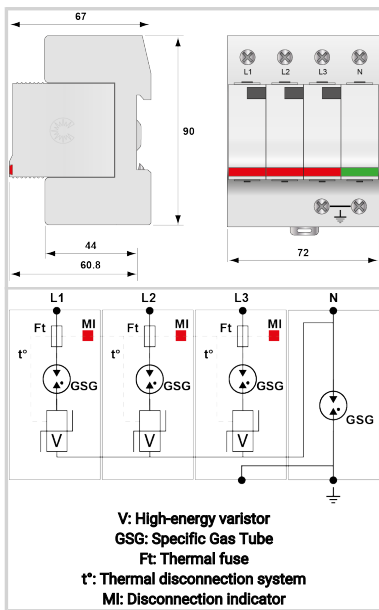 67
L1 L2 L3 N
90
44
60.8
72
L1 L2 L3 N
Ft MI Ft MI Ft MI
t° t° t°
GSG GSG GSG
GSG
V V V
V: High-energy varistor
GSG: Specific Gas Tube
Ft: Thermal fuse
t°: Thermal disconnection system
MI: Disconnection indicator